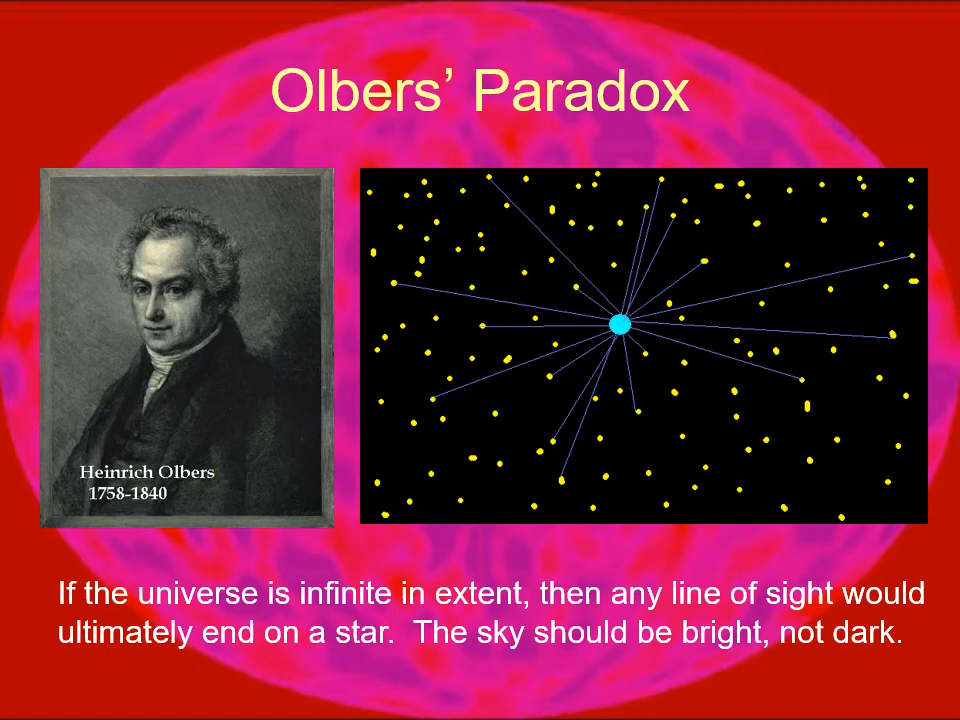 Olbers’ Paradox
Heinrich Olbers
1758-1840
If the universe is infinite in extent, then any line of sight would
ultimately end on a star.  The sky should be bright, not dark.